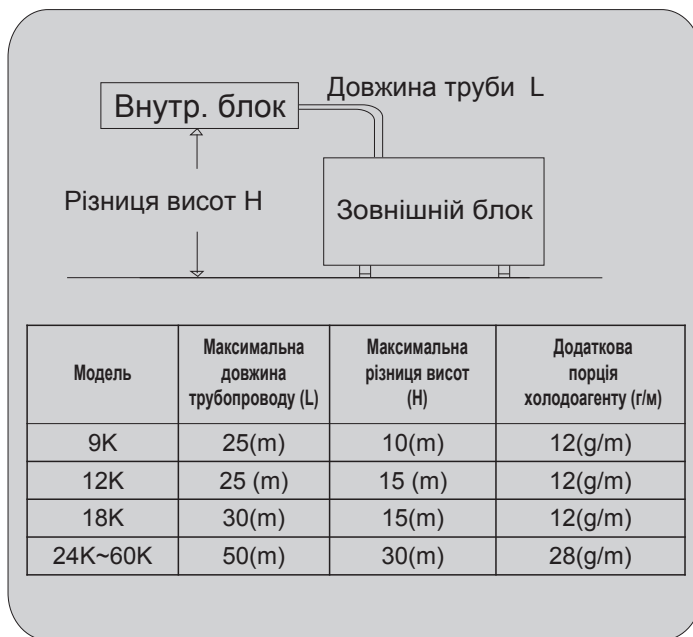 Довжина труби L
Внутр. блок
Різниця висот H
Зовнішній блок
Модель
Максимальна
довжина
трубопроводу (L)
Максимальна
різниця висот
(H)
Додаткова
порція
холодоагенту (г/м)
9K 25(m) 10(m) 12(g/m)
12K 25 (m) 15 (m) 12(g/m)
18K 30(m) 15(m) 12(g/m)
24K~60K 50(m) 30(m) 28(g/m)